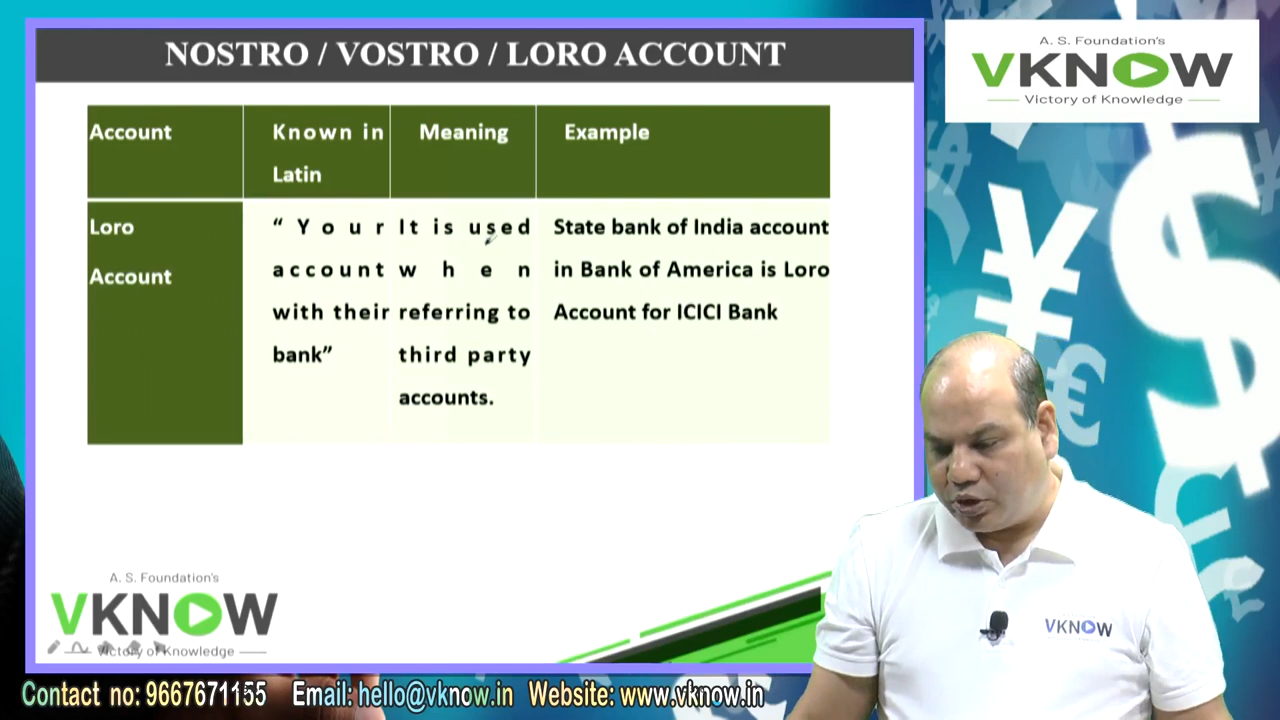 NOSTRO / VOSTRO / LORO ACCOUNT
A. S. Foundation's
VKNOW
Victory of Knowledge
Account
Known in
Latin
Meaning
Example
Loro
Account
“ Your
account
with their
bank”
It is used
when
referring to
third party
accounts.
State bank of India account
in Bank of America is Loro
Account for ICICI Bank
A. S. Foundation's
VKNOW
Victory of Knowledge
VKNOW
Contact no: 9667671155 Email: hello@vknow.in Website: www.vknow.in